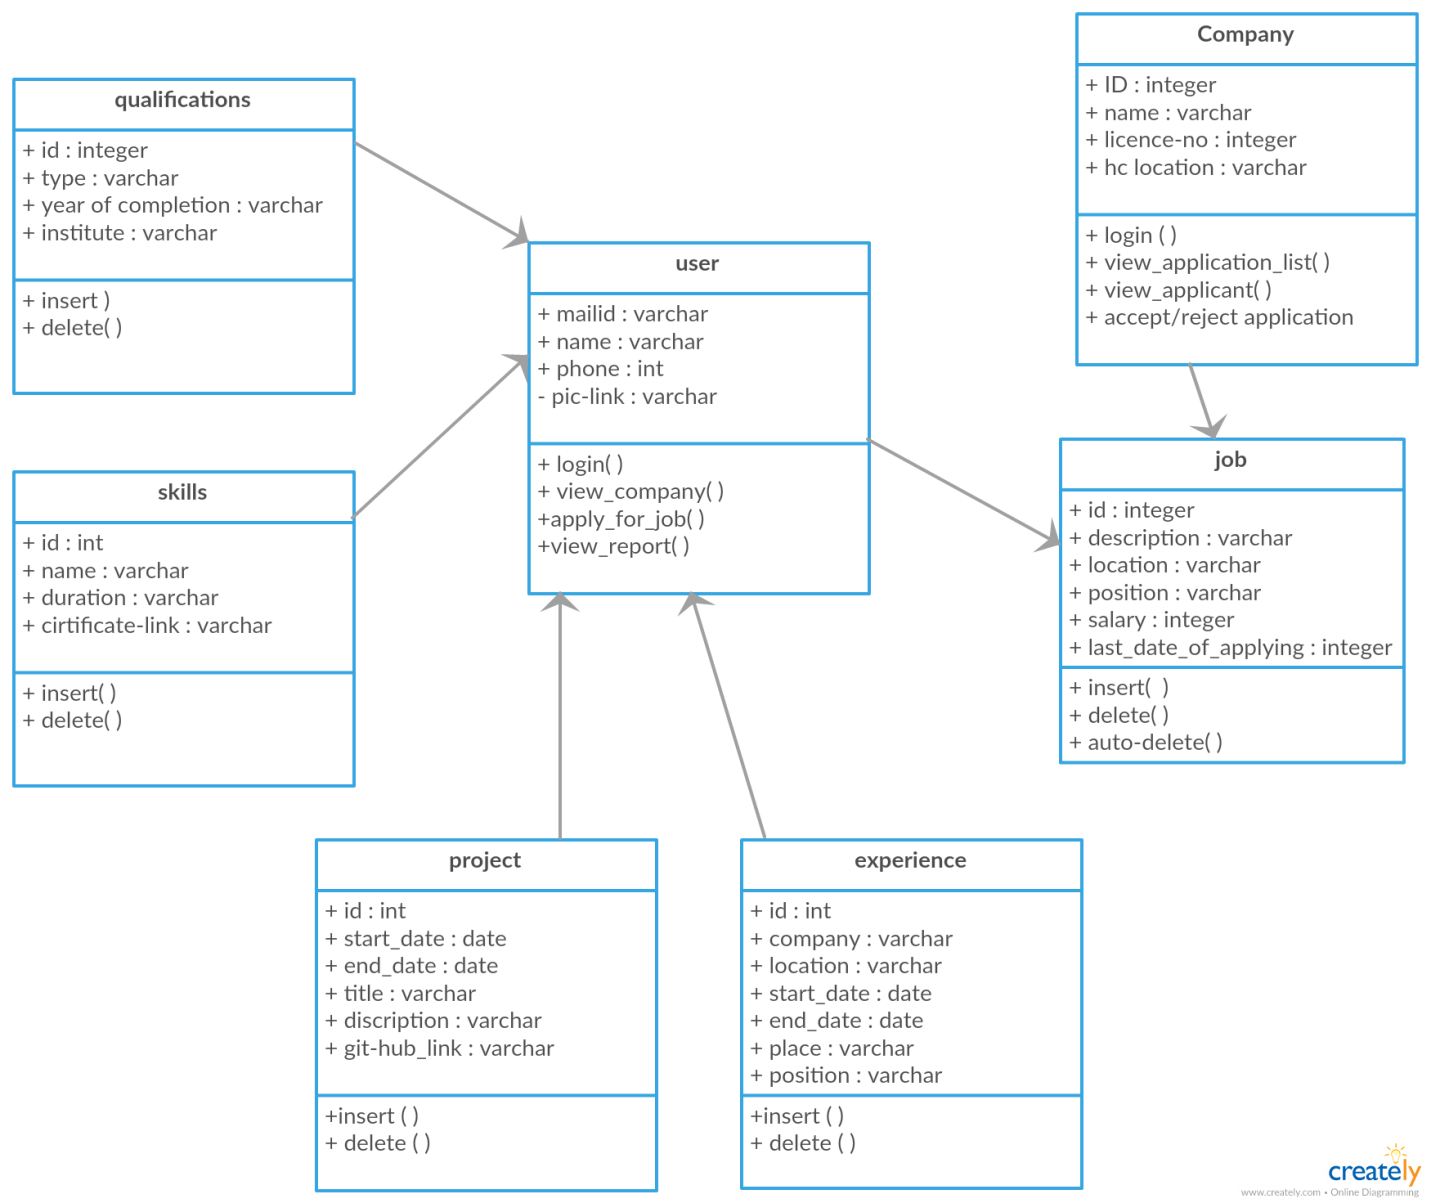 Company
+ ID : integer
+ name : varchar
+ licence-no : integer
+ hc location : varchar
+ login ( )
+ view_application_list( )
+ view_applicant( )
+ accept/reject application
qualifications
+ id : integer
+ type : varchar
+ year of completion : varchar
+ institute : varchar
+ insert )
+ delete( )
user
+ mailid : varchar
+ name : varchar
+ phone : int
- pic-link : varchar
+ login( )
+ view_company( )
+apply_for_job( )
+view_report( )
job
+ id : integer
+ description : varchar
+ location : varchar
+ position : varchar
+ salary : integer
+ last_date_of_applying : integer
+ insert(  )
+ delete( )
+ auto-delete( )
skills
+ id : int
+ name : varchar
+ duration : varchar
+ cirtificate-link : varchar
+ insert( )
+ delete( )
project
+ id : int
+ start_date : date
+ end_date : date
+ title : varchar
+ discription : varchar
+ git-hub_link : varchar
+insert ( )
+ delete ( )
experience
+ id : int
+ company : varchar
+ location : varchar
+ start_date : date
+ end_date : date
+ place : varchar
+ position : varchar
+insert ( )
+ delete ( )
creately
www.creately.com • Online Diagramming